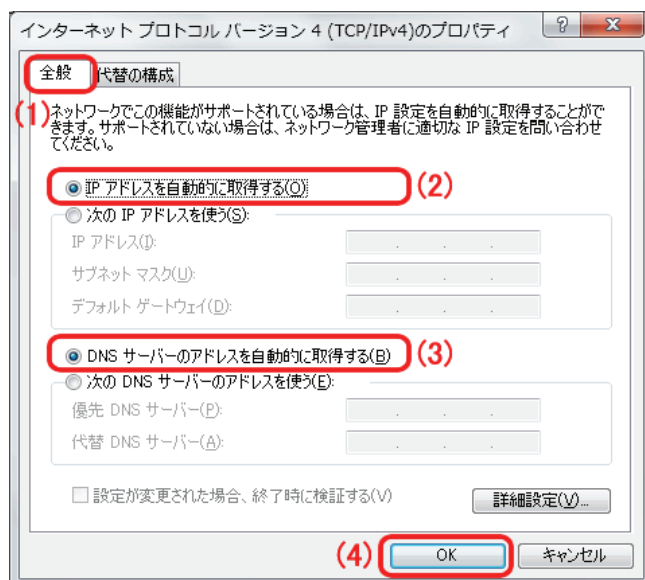 インターネット プロトコル バージョン 4 (TCP/IPv4)のプロパティ
全般 代替の構成
(1)
ネットワークでこの機能がサポートされている場合は、IP 設定を自動的に取得することがで
きます。サポートされていない場合は、ネットワーク管理者に適切な IP 設定を問い合わせ
てください。
IP アドレスを自動的に取得する(O) (2)
次の IP アドレスを使う(S):
IP アドレス(I):
サブネット マスク(U):
デフォルト ゲートウェイ(D):
DNS サーバーのアドレスを自動的に取得する(B) (3)
次の DNS サーバーのアドレスを使う(E):
優先 DNS サーバー(P):
代替 DNS サーバー(A):
設定が変更された場合、終了時に検証する(V)
詳細設定(V)...
(4) OK キャンセル